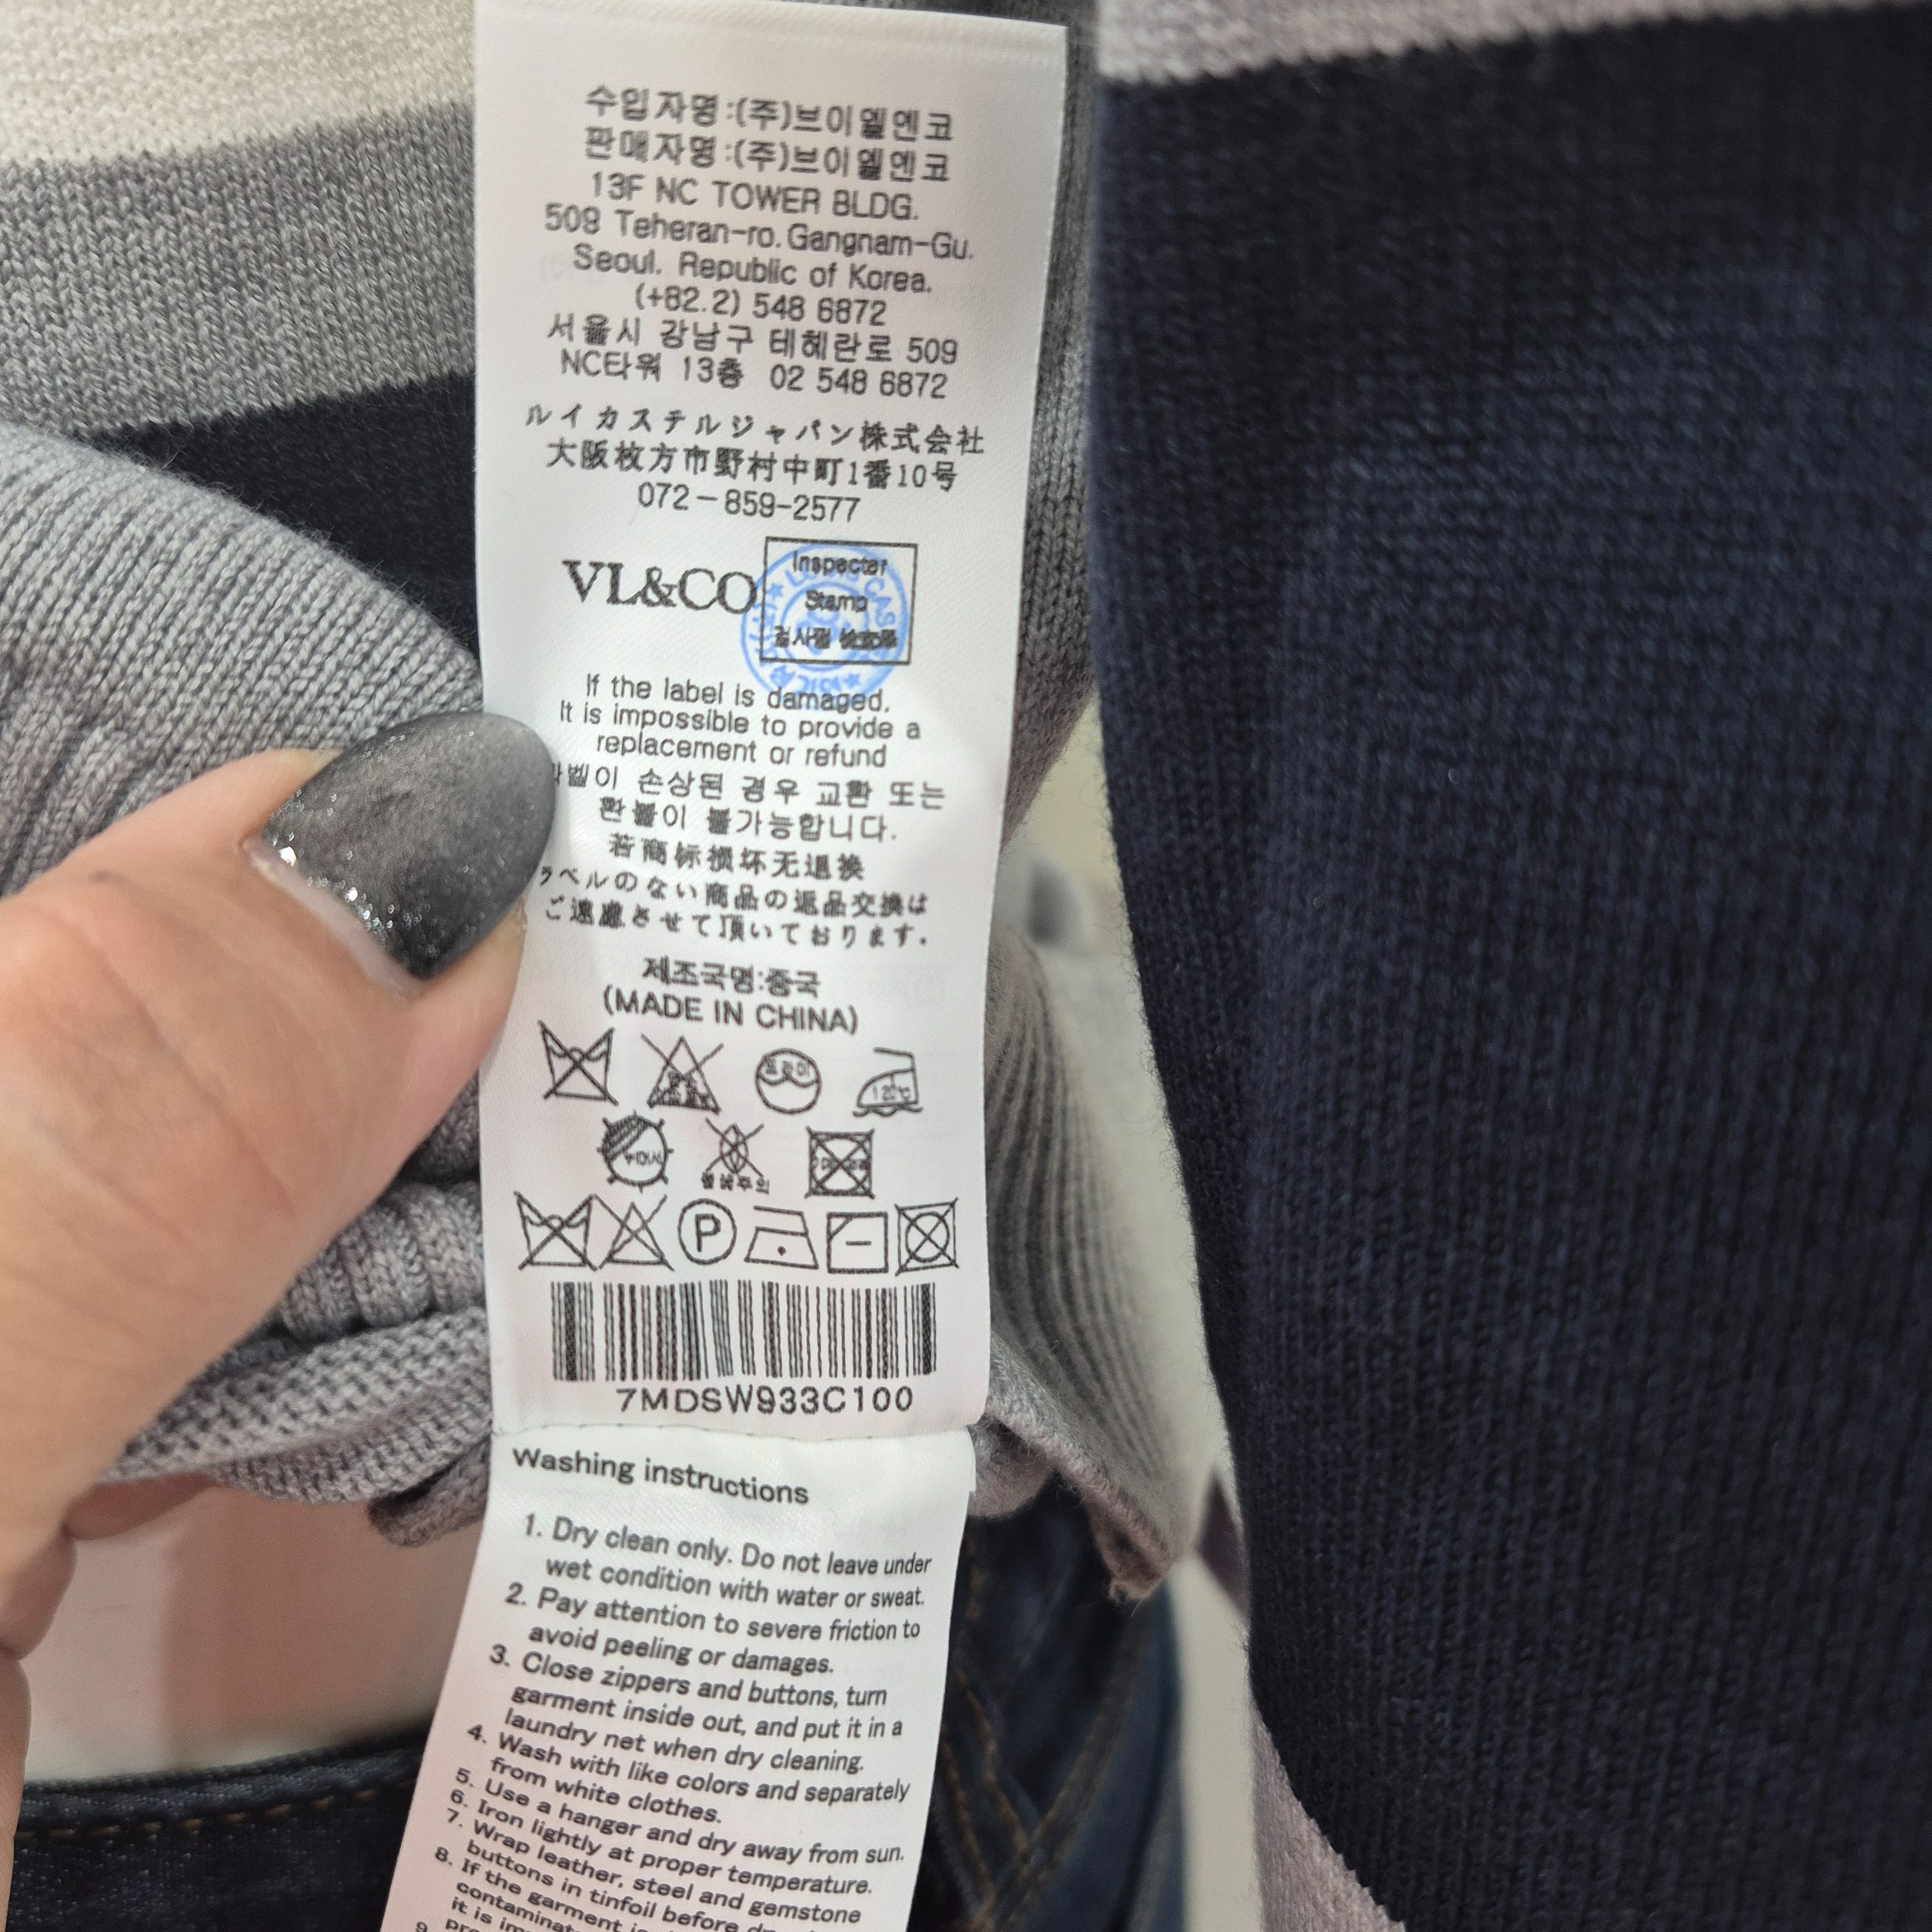 수입자명:(주)브이엘엔코
판매자명:(주)브이엘엔코
13F NC TOWER BLDG.
509 Teheran-ro. Gangnam-Gu.
Seoul. Republic of Korea.
(+82.2) 548 6872
서울시 강남구 테헤란로 509
NC타워 13층 02 548 6872
ルイカステルジャパン株式会社
大阪枚方市野村中町1番10号
072-859-2577
VL&CO
Inspecter
Stamp
If the label is damaged.
It is impossible to provide a
replacement or refund
라벨이 손상된 경우 교환 또는
환불이 불가능합니다.
若商标损坏无退换
ラベルのない商品の返品交換は
ご遠慮させて頂いております.
제조국명:중국
(MADE IN CHINA)
드라이
120℃
P
7MDSW933C100
Washing instructions
1. Dry clean only. Do not leave under
wet condition with water or sweat.
2. Pay attention to severe friction to
avoid peeling or damages.
3. Close zippers and buttons, turn
garment inside out, and put it in a
laundry net when dry cleaning.
4. Wash with like colors and separately
from white clothes.
5. Use a hanger and dry away from sun.
6. Iron lightly at proper temperature.
7. Wrap leather, steel and gemstone
buttons in tinfoil before
8. If the garment
it is
9.